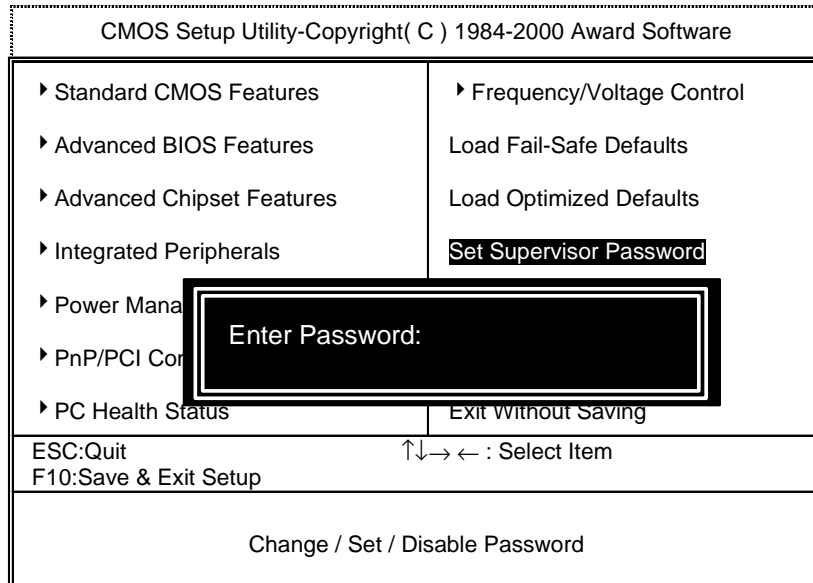 CMOS Setup Utility-Copyright( C ) 1984-2000 Award Software
▶ Standard CMOS Features
▶ Advanced BIOS Features
▶ Advanced Chipset Features
▶ Integrated Peripherals
▶ Power Mana
▶ PnP/PCI Cor
▶ PC Health Status
▶ Frequency/Voltage Control
Load Fail-Safe Defaults
Load Optimized Defaults
Set Supervisor Password
Exit Without Saving
Enter Password:
ESC:Quit ↑↓→ ← : Select Item
F10:Save & Exit Setup
Change / Set / Disable Password